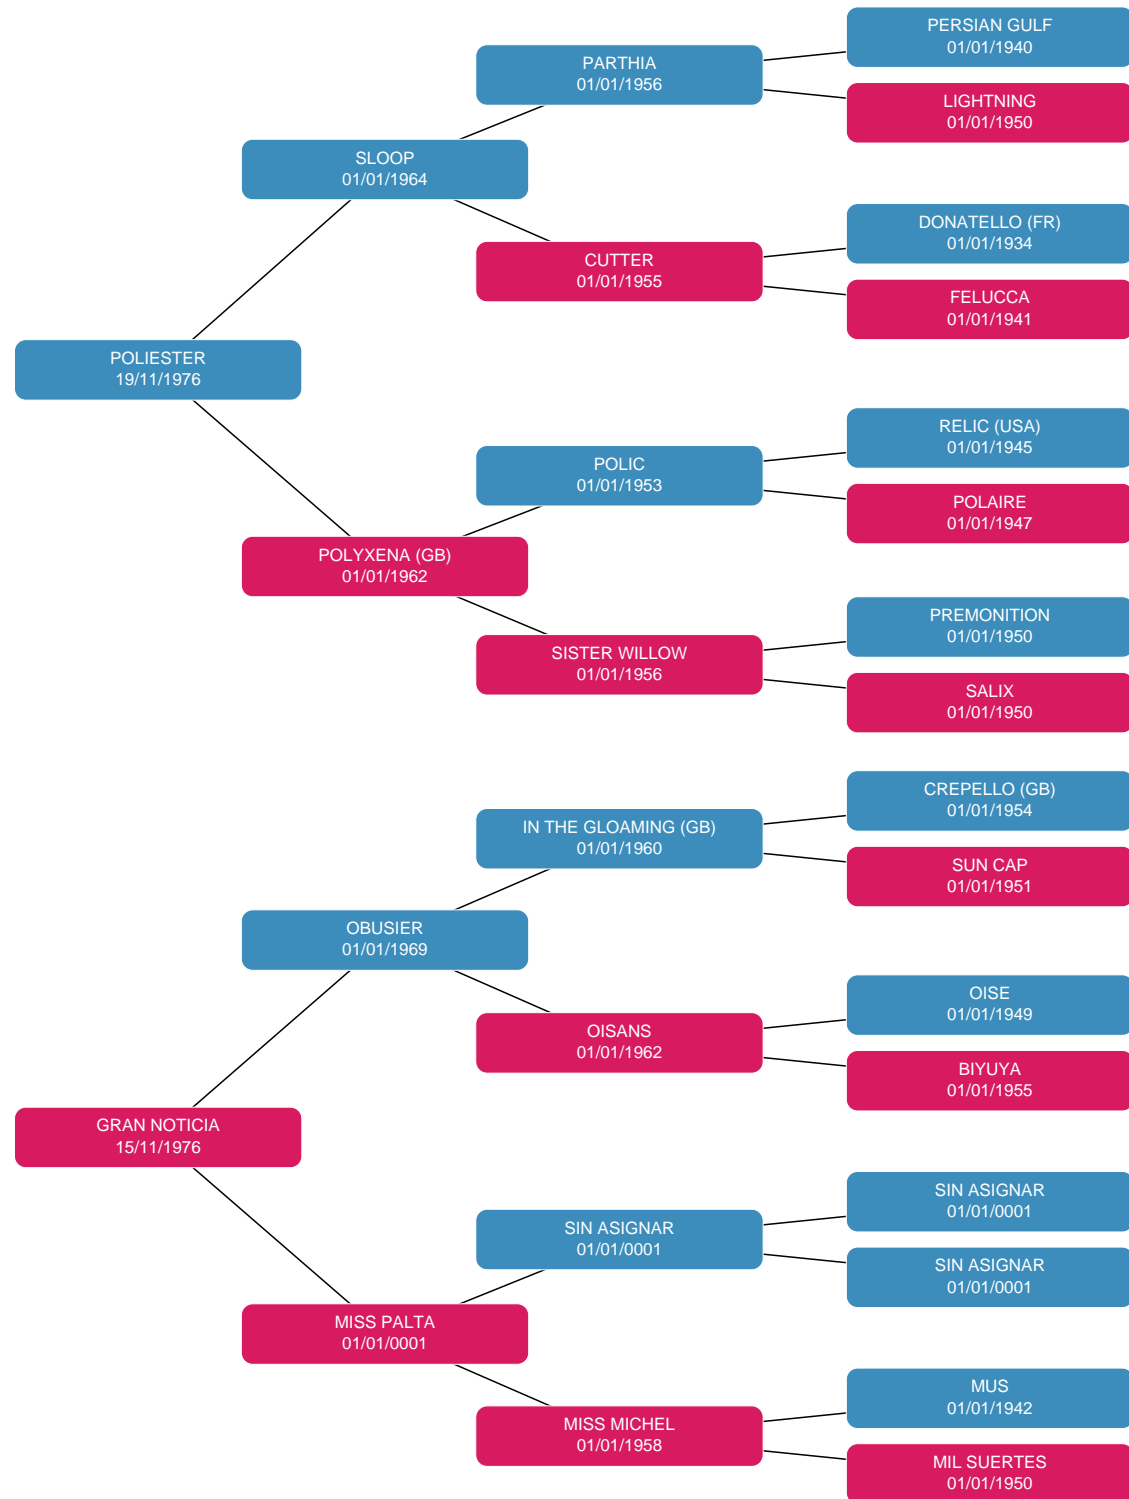 PERSIAN GULF
01/01/1940
PARTHIA
01/01/1956
LIGHTNING
01/01/1950
SLOOP
01/01/1964
DONATELLO (FR)
01/01/1934
CUTTER
01/01/1955
FELUCCA
01/01/1941
POLIESTER
19/11/1976
RELIC (USA)
01/01/1945
POLIC
01/01/1953
POLAIRE
01/01/1947
POLYXENA (GB)
01/01/1962
PREMONITION
01/01/1950
SISTER WILLOW
01/01/1956
SALIX
01/01/1950
CREPELLO (GB)
01/01/1954
IN THE GLOAMING (GB)
01/01/1960
SUN CAP
01/01/1951
OBUSIER
01/01/1969
OISE
01/01/1949
OISANS
01/01/1962
BIYUYA
01/01/1955
GRAN NOTICIA
15/11/1976
SIN ASIGNAR
01/01/0001
SIN ASIGNAR
01/01/0001
SIN ASIGNAR
01/01/0001
MISS PALTA
01/01/0001
MUS
01/01/1942
MISS MICHEL
01/01/1958
MIL SUERTES
01/01/1950